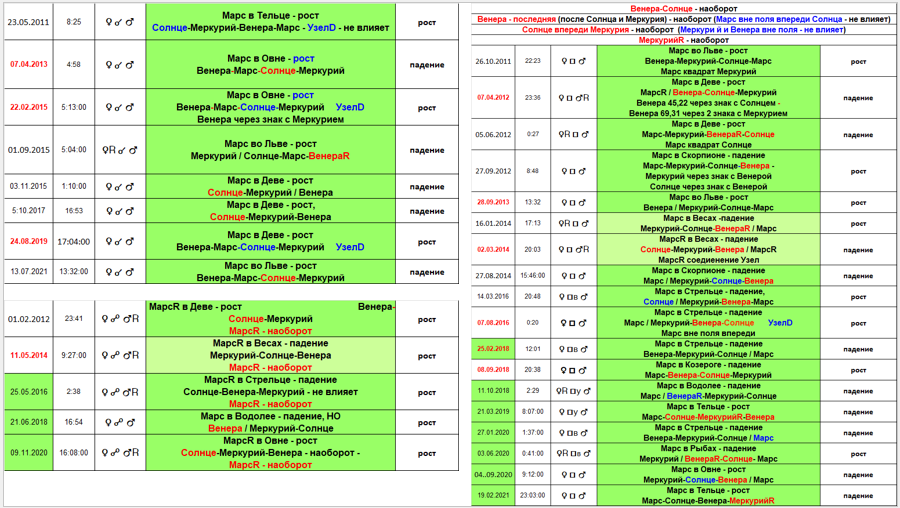 23.05.2011 8:25 ♀ ☌ ♂ Марс в Тельце - рост рост
Солнце-Меркурий-Венера-Марс - УзелD - не влияет
07.04.2013 4:58 ♀ ☌ ♂ Марс в Овне - рост падение
Венера-Марс-Солнце-Меркурий
22.02.2015 5:13:00 ♀ ☌ ♂ Марс в Овне - рост рост
Венера-Марс-Солнце-Меркурий УзелD
Венера через знак с Меркурием
01.09.2015 5:04:00 ♀R ☌ ♂ Марс во Льве - рост падение
Меркурий / Солнце-Марс-ВенераR
03.11.2015 1:10:00 ♀ ☌ ♂ Марс в Деве - рост падение
Солнце-Меркурий / Венера
5:10.2017 16:53 ♀ ☌ ♂ Марс в Деве - рост, падение
Солнце-Меркурий-Венера
24.08.2019 17:04:00 ♀ ☌ ♂ Марс в Деве - рост рост
Венера-Марс-Солнце-Меркурий УзелD
13.07.2021 13:32:00 ♀ ☌ ♂ Марс во Льве - рост падение
Венера-Марс-Солнце-Меркурий
01.02.2012 23:41 ♀ ☍ ♂R МарсR в Деве - рост Венера- рост
Солнце-Меркурий
МарсR - наоборот
11.05.2014 9:27:00 ♀ ☍ ♂R МарсR в Весах - падение рост
Меркурий-Солнце-Венера
МарсR - наоборот
25.05.2016 2:38 ♀ ☍ ♂R МарсR в Стрельце - падение рост
Солнце-Венера-Меркурий - не влияет
МарсR - наоборот
21.06.2018 16:54 ♀ ☍ ♂ Марс в Водолее - падение, НО рост
Венера / Меркурий-Солнце
09.11.2020 16:08:00 ♀ ☍ ♂R МарсR в Овне - рост рост
Солнце-Меркурий-Венера - наоборот -
МарсR - наоборот
Венера-Солнце - наоборот
Венера - последняя (после Солнца и Меркурия) - наоборот (Марс вне поля впереди Солнца - не влияет)
Солнце впереди Меркурия - наоборот (Меркури й и Венера вне поля - не влияет)
МеркурийR - наоборот
26.10.2011 22:23 ♀ □ ♂ Марс во Льве - рост рост
Венера-Меркурий-Солнце-Марс
Марс квадрат Меркурий
07.04.2012 23:36 ♀ □ ♂R Марс в Деве - рост падение
МарсR / Венера-Солнце-Меркурий
Венера 45,22 через знак с Солнцем -
Венера 69,31 через 2 знака с Меркурием
05.06.2012 0:27 ♀R □ ♂ Марс в Деве - рост падение
Марс-Меркурий-ВенераR-Солнце
Марс квадрат Солнце
27.09.2012 8:48 ♀ □ ♂ Марс в Скорпионе - падение рост
Марс-Меркурий-Солнце-Венера -
Меркурий через знак с Венерой
Солнце через знак с Венерой
28.09.2013 13:32 ♀ □ ♂ Марс во Льве - рост рост
Венера / Меркурий-Солнце-Марс
16.01.2014 17:13 ♀R □ ♂ Марс в Весах -падение рост
Меркурий-Солнце-ВенераR / Марс
02.03.2014 20:03 ♀ □ ♂R МарсR в Весах - падение падение
Солнце-Меркурий-Венера / МарсR
МарсR соедиенение Узел
27.08.2014 15:46:00 ♀ □ ♂ Марс в Скорпионе - падение рост
Марс / Меркурий-Солнце-Венера
14.03.2016 20:48 ♀ □в ♂ Марс в Стрельце - падение, рост
Солнце / Меркурий-Венера-Марс
07.08.2016 0:20 ♀ □ ♂ Марс в Стрельце - падение рост
Марс / Меркурий-Венера-Солнце УзелD
Марс вне поля впереди
25.02.2018 12:01 ♀ □в ♂ Марс в Стрельце - падение падение
Венера-Меркурий-Солнце / Марс
08.09.2018 20:38 ♀ □ ♂ Марс в Козероге - падение рост
Марс-Венера-Солнце-Меркурий
11.10.2018 2:29 ♀R □у ♂ Марс в Водолее - падение падение
Марс / ВенераR-Меркурий-Солнце
21.03.2019 8:07:00 ♀ □у ♂ Марс в Тельце - рост падение
Марс-Солнце-МеркурийR-Венера
27.01.2020 1:37:00 ♀ □в ♂ Марс в Стрельце - падение падение
Венера-Меркурий-Солнце / Марс
03.06.2020 0:41:00 ♀R □в ♂ Марс в Рыбах - падение рост
Меркурий / ВенераR-Солнце- Марс
04..09.2020 9:12:00 ♀ □ ♂ Марс в Овне - рост падение
Меркурий-Солнце-Венера / Марс
19.02.2021 23:03:00 ♀ □ ♂ Марс в Тельце - рост падение
Марс-Солнце-Венера-МеркурийR